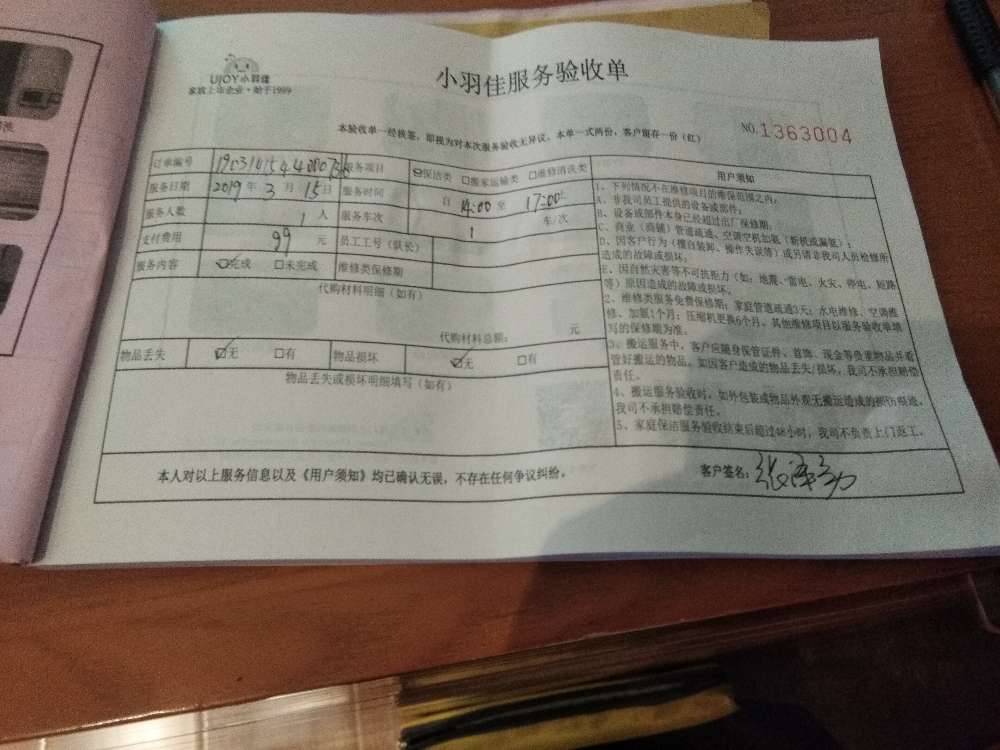 UJOY小羽佳
家政上市企业·始于1999
小羽佳服务验收单
本验收单一经核签，即视为对本次服务验收无异议，本单一式两份，客户留存一份（红）
NO.1363004
订单编号
服务项目 ☑保洁类 □搬家运输类 □维修清洗类
服务日期 2019年 3月 15日 服务时间 自 14:00 至 17:00
服务人数 1 人 服务车次 1 车/次
支付费用 99 元 员工工号（队长）
服务内容 ☑完成 □未完成 维修类保修期
代购材料明细（如有）
代购材料总额： 元
物品丢失 ☑无 □有 物品损坏 ☑无 □有
物品丢失或损坏明细填写（如有）
用户须知
1、下列情况不在维修项目的维保范围之内：
A、非我司员工提供的设备或部件。
B、设备或部件本身已经超过出厂保修期。
C、商业（商铺）管道疏通、空调空机加氨（新机或漏氨）；
D、因客户行为（擅自装卸、操作失误等）或另请非我司人员检修所
造成的故障或损坏。
E、因自然灾害等不可抗拒力（如：地震、雷电、火灾、停电、短路
等）原因造成的故障或损坏。
2、维修类服务免费保修期：家庭管道疏通3天；水电维修、空调维
修、加氨1个月；压缩机更换6个月。其他维修项目以服务验收单填
写的保修期为准。
3、搬运服务中，客户应随身保管证件、首饰、现金等贵重物品并看
管好搬运的物品。如因客户造成的物品丢失/损坏，我司不承担赔偿
责任。
4、搬运服务验收时，如外包装或物品外观无搬运造成的损伤痕迹，
我司不承担赔偿责任。
5、家庭保洁服务验收结束后超过48小时，我司不负责上门返工。
本人对以上服务信息以及《用户须知》均已确认无误，不存在任何争议纠纷。
客户签名：